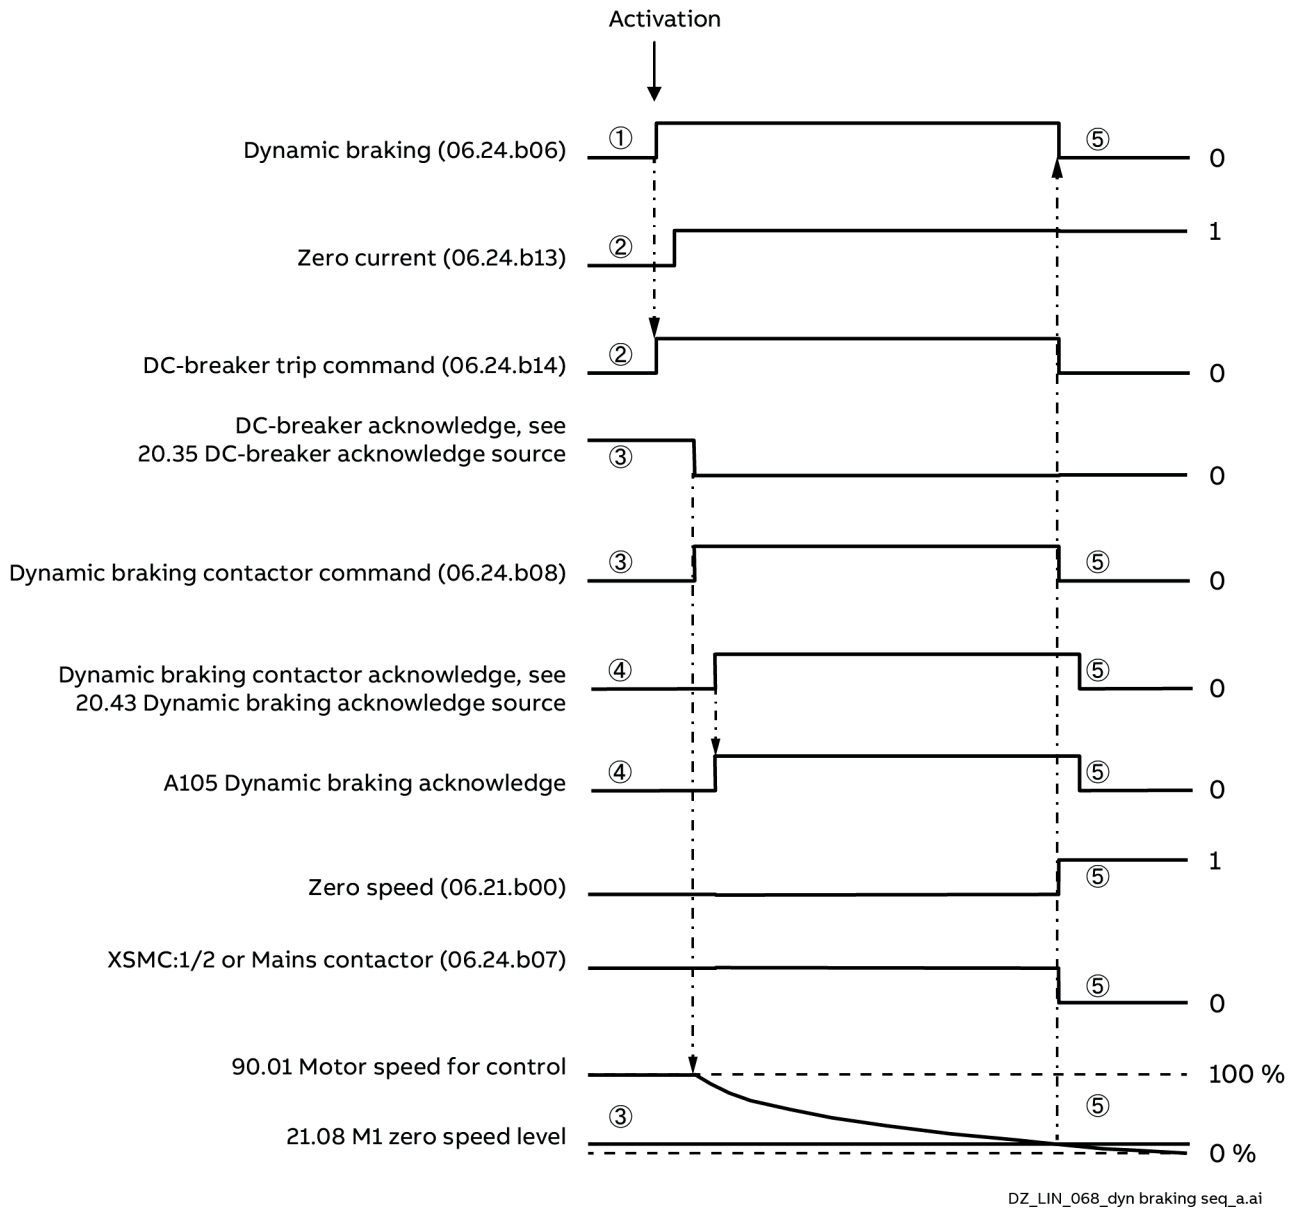 Activation
Dynamic braking (06.24.b06) ① ⑤ 0
Zero current (06.24.b13) ② 1
DC-breaker trip command (06.24.b14) ② 0
DC-breaker acknowledge, see
20.35 DC-breaker acknowledge source ③ 0
Dynamic braking contactor command (06.24.b08) ③ ⑤ 0
Dynamic braking contactor acknowledge, see ④ ⑤ 0
20.43 Dynamic braking acknowledge source
A105 Dynamic braking acknowledge ④ ⑤ 0
Zero speed (06.21.b00) ⑤ 1
XSMC:1/2 or Mains contactor (06.24.b07) ⑤ 0
90.01 Motor speed for control 100 %
③ ⑤
21.08 M1 zero speed level 0 %
DZ_LIN_068_dyn braking seq_a.ai